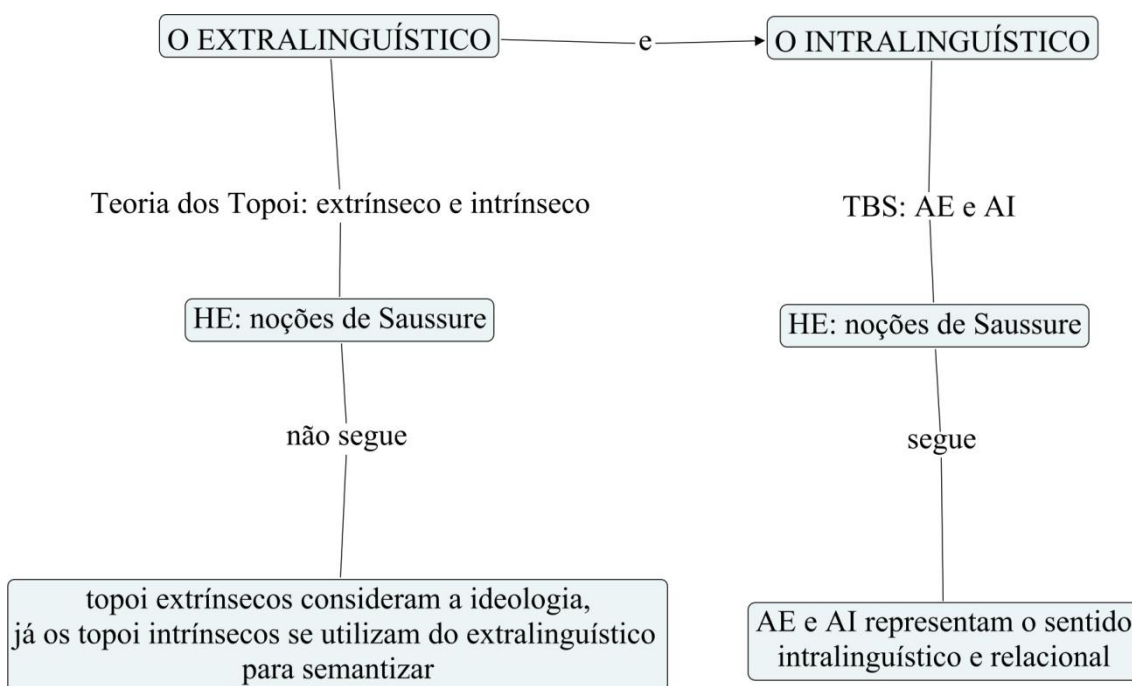 O EXTRALINGUÍSTICO
e
O INTRALINGUÍSTICO
Teoria dos Topoi: extrínseco e intrínseco
TBS: AE e AI
HE: noções de Saussure
HE: noções de Saussure
não segue
segue
topoi extrínsecos consideram a ideologia,
já os topoi intrínsecos se utilizam do extralinguístico
para semantizar
AE e AI representam o sentido
intralinguístico e relacional